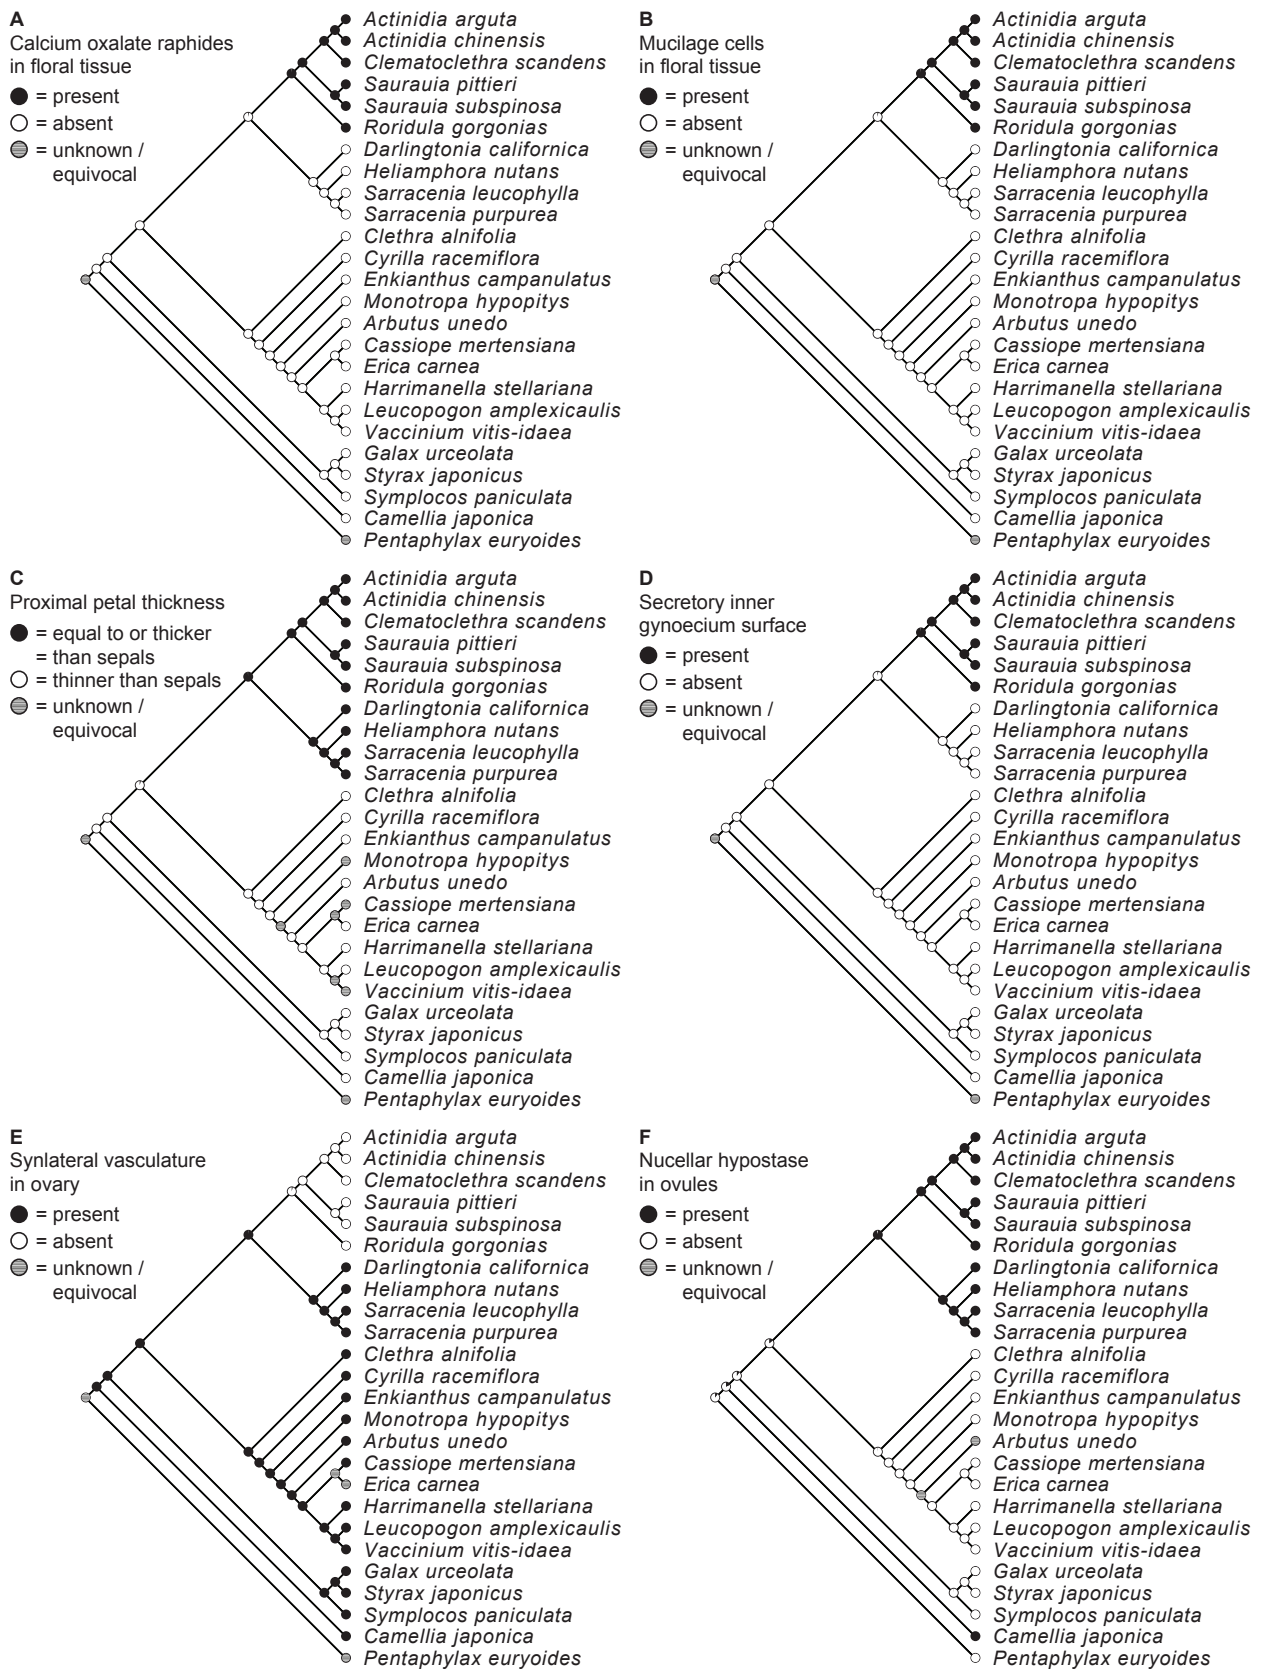 A
Calcium oxalate raphides
in floral tissue
= present
= absent
= unknown /
equivocal
Actinidia arguta
Actinidia chinensis
Clematoclethra scandens
Saurauia pittieri
Saurauia subspinosa
Roridula gorgonias
Darlingtonia californica
Heliamphora nutans
Sarracenia leucophylla
Sarracenia purpurea
Clethra alnifolia
Cyrilla racemiflora
Enkianthus campanulatus
Monotropa hypopitys
Arbutus unedo
Cassiope mertensiana
Erica carnea
Harrimanella stellariana
Leucopogon amplexicaulis
Vaccinium vitis-idaea
Galax urceolata
Styrax japonicus
Symplocos paniculata
Camellia japonica
Pentaphylax euryoides
B
Mucilage cells
in floral tissue
= present
= absent
= unknown /
equivocal
Actinidia arguta
Actinidia chinensis
Clematoclethra scandens
Saurauia pittieri
Saurauia subspinosa
Roridula gorgonias
Darlingtonia californica
Heliamphora nutans
Sarracenia leucophylla
Sarracenia purpurea
Clethra alnifolia
Cyrilla racemiflora
Enkianthus campanulatus
Monotropa hypopitys
Arbutus unedo
Cassiope mertensiana
Erica carnea
Harrimanella stellariana
Leucopogon amplexicaulis
Vaccinium vitis-idaea
Galax urceolata
Styrax japonicus
Symplocos paniculata
Camellia japonica
Pentaphylax euryoides
C
Proximal petal thickness
= equal to or thicker
= than sepals
= thinner than sepals
= unknown /
equivocal
Actinidia arguta
Actinidia chinensis
Clematoclethra scandens
Saurauia pittieri
Saurauia subspinosa
Roridula gorgonias
Darlingtonia californica
Heliamphora nutans
Sarracenia leucophylla
Sarracenia purpurea
Clethra alnifolia
Cyrilla racemiflora
Enkianthus campanulatus
Monotropa hypopitys
Arbutus unedo
Cassiope mertensiana
Erica carnea
Harrimanella stellariana
Leucopogon amplexicaulis
Vaccinium vitis-idaea
Galax urceolata
Styrax japonicus
Symplocos paniculata
Camellia japonica
Pentaphylax euryoides
D
Secretory inner
gynoecium surface
= present
= absent
= unknown /
equivocal
Actinidia arguta
Actinidia chinensis
Clematoclethra scandens
Saurauia pittieri
Saurauia subspinosa
Roridula gorgonias
Darlingtonia californica
Heliamphora nutans
Sarracenia leucophylla
Sarracenia purpurea
Clethra alnifolia
Cyrilla racemiflora
Enkianthus campanulatus
Monotropa hypopitys
Arbutus unedo
Cassiope mertensiana
Erica carnea
Harrimanella stellariana
Leucopogon amplexicaulis
Vaccinium vitis-idaea
Galax urceolata
Styrax japonicus
Symplocos paniculata
Camellia japonica
Pentaphylax euryoides
E
Synlateral vasculature
in ovary
= present
= absent
= unknown /
equivocal
Actinidia arguta
Actinidia chinensis
Clematoclethra scandens
Saurauia pittieri
Saurauia subspinosa
Roridula gorgonias
Darlingtonia californica
Heliamphora nutans
Sarracenia leucophylla
Sarracenia purpurea
Clethra alnifolia
Cyrilla racemiflora
Enkianthus campanulatus
Monotropa hypopitys
Arbutus unedo
Cassiope mertensiana
Erica carnea
Harrimanella stellariana
Leucopogon amplexicaulis
Vaccinium vitis-idaea
Galax urceolata
Styrax japonicus
Symplocos paniculata
Camellia japonica
Pentaphylax euryoides
F
Nucellar hypostase
in ovules
= present
= absent
= unknown /
equivocal
Actinidia arguta
Actinidia chinensis
Clematoclethra scandens
Saurauia pittieri
Saurauia subspinosa
Roridula gorgonias
Darlingtonia californica
Heliamphora nutans
Sarracenia leucophylla
Sarracenia purpurea
Clethra alnifolia
Cyrilla racemiflora
Enkianthus campanulatus
Monotropa hypopitys
Arbutus unedo
Cassiope mertensiana
Erica carnea
Harrimanella stellariana
Leucopogon amplexicaulis
Vaccinium vitis-idaea
Galax urceolata
Styrax japonicus
Symplocos paniculata
Camellia japonica
Pentaphylax euryoides